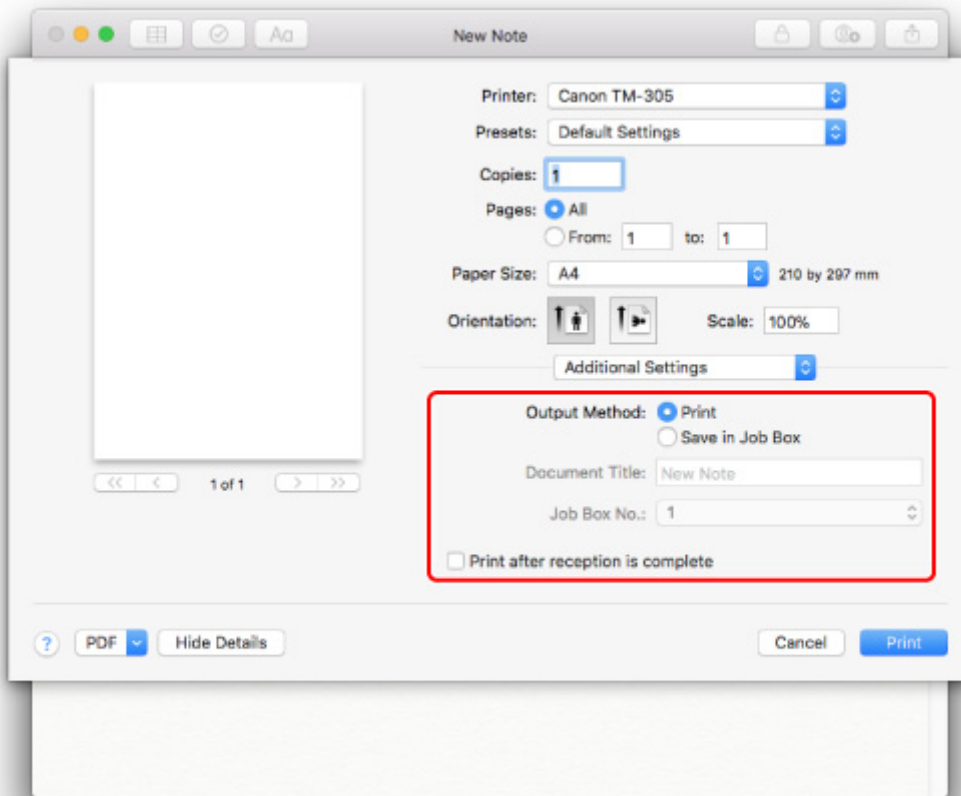 Aa
New Note
Printer: Canon TM-305
Presets: Default Settings
Copies: 1
Pages: All
From: 1 to: 1
Paper Size: A4 210 by 297 mm
Orientation: Scale: 100%
Additional Settings
Output Method: Print
Save in Job Box
Document Title: New Note
Job Box No.: 1
Print after reception is complete
<< < 1 of 1 > >>
? PDF Hide Details Cancel Print